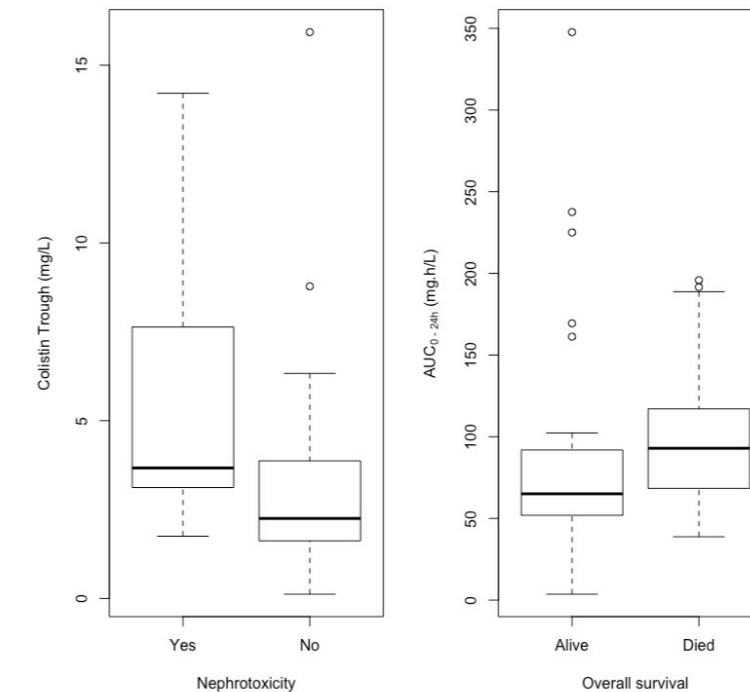 Colistin Trough (mg/L)
15
10
5
0
Yes
No
Nephrotoxicity
AUC0 - 24h (mg.h/L)
350
300
250
200
150
100
50
0
Alive
Died
Overall survival